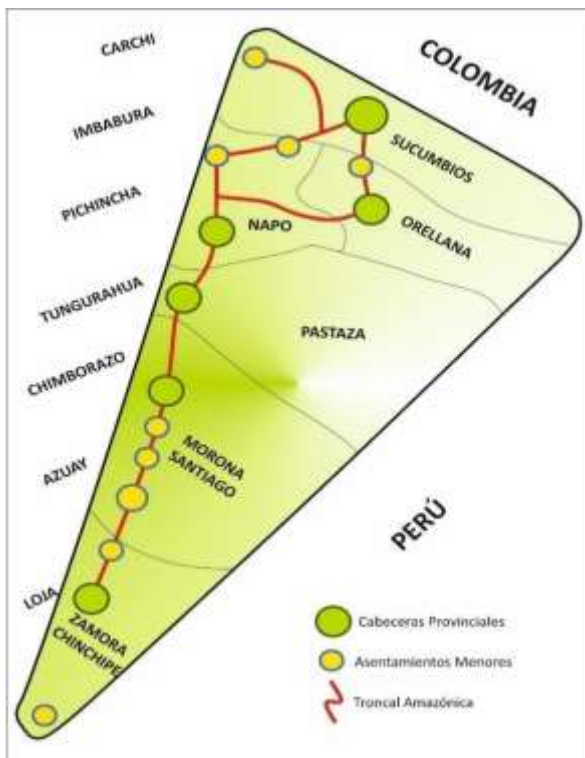 CARCHI
COLOMBIA
IMBABURA
SUCUMBIOS
PICHINCHA
NAPO
ORELLANA
TUNGURAHUA
PASTAZA
CHIMBORAZO
MORONA
SANTIAGO
AZUAY
PERÚ
LOJA
ZAMORA
CHINCHIPE
Cabeceras Provinciales
Asentamientos Menores
Troncal Amazónica